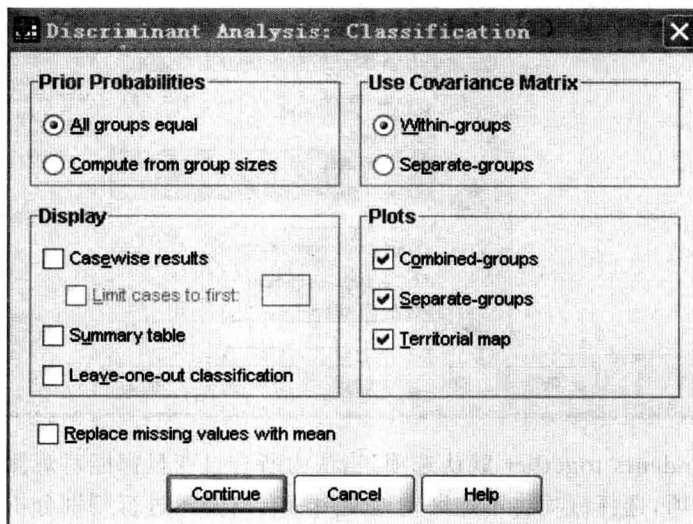 Discriminant Analysis: Classification
Prior Probabilities
All groups equal
Compute from group sizes
Use Covariance Matrix
Within-groups
Separate-groups
Display
Casewise results
Limit cases to first:
Summary table
Leave-one-out classification
Plots
Combined-groups
Separate-groups
Territorial map
Replace missing values with mean
Continue
Cancel
Help